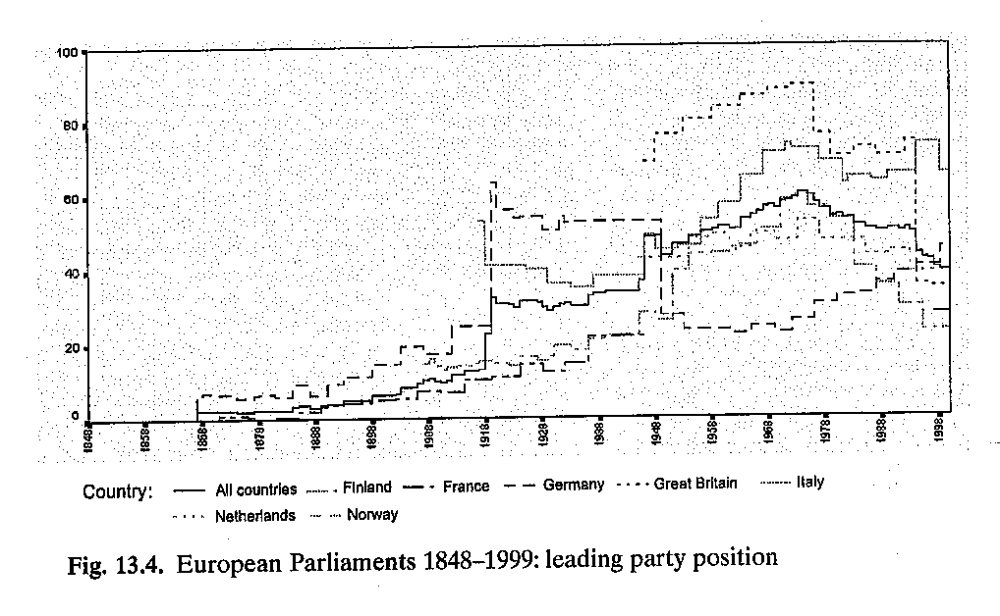 100
80
60
40
20
0
1848 1858 1868 1878 1888 1898 1908 1918 1928 1938 1948 1958 1968 1978 1988 1998
Country: All countries Finland France Germany Great Britain Italy
Netherlands Norway
Fig. 13.4. European Parliaments 1848–1999: leading party position